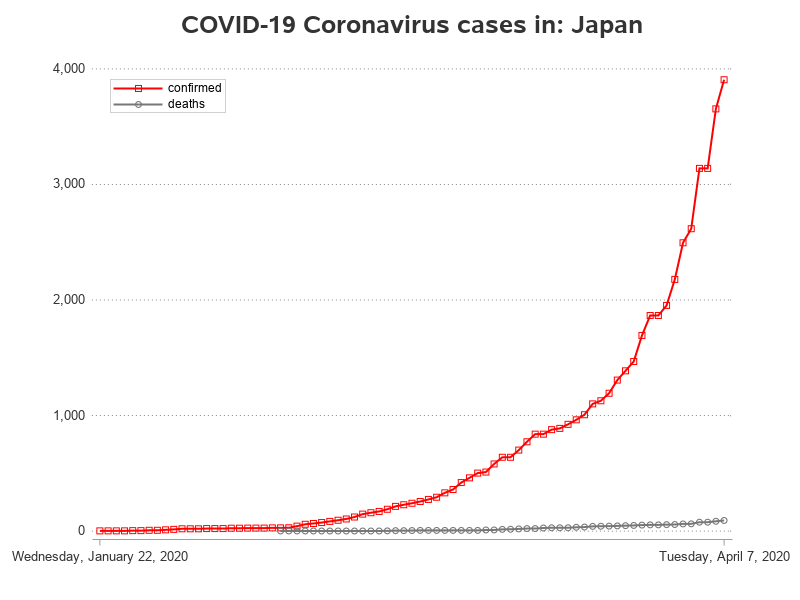 COVID-19 Coronavirus cases in: Japan
4,000
confirmed
deaths
3,000
2,000
1,000
0
Wednesday, January 22, 2020
Tuesday, April 7, 2020